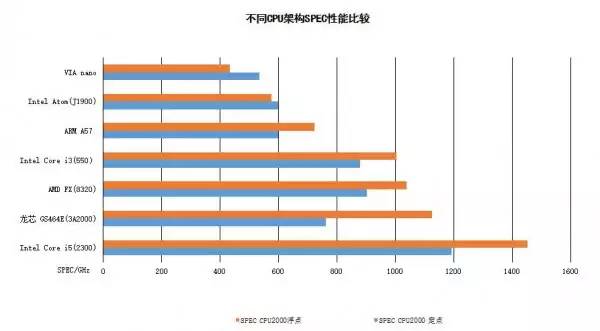 不同CPU架构SPEC性能比较
VIA nano
Intel Atom(J1900)
ARM A57
Intel Core i3(550)
AMD FX(8320)
龙芯 GS464E(3A2000)
Intel Core i5(2300)
SPEC/GHz
0 200 400 600 800 1000 1200 1400 1600
SPEC CPU2000浮点 SPEC CPU2000 定点